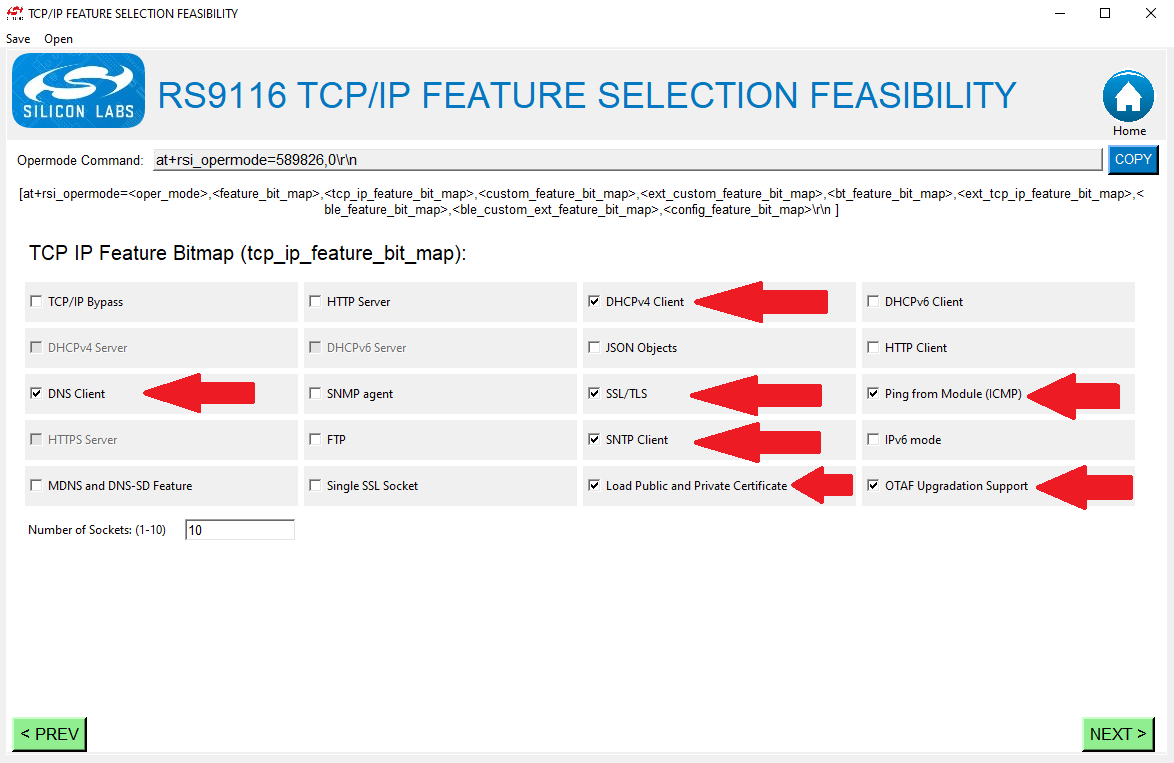 TCP/IP FEATURE SELECTION FEASIBILITY
Save Open
SILICON LABS
RS9116 TCP/IP FEATURE SELECTION FEASIBILITY
Home
Opermode Command: at+rsi_opermode=589826,0\r\n COPY
[at+rsi_opermode=<oper_mode>,<feature_bit_map>,<tcp_ip_feature_bit_map>,<custom_feature_bit_map>,<ext_custom_feature_bit_map>,<bt_feature_bit_map>,<ext_tcp_ip_feature_bit_map>,<
ble_feature_bit_map>,<ble_custom_ext_feature_bit_map>,<config_feature_bit_map>\r\n ]
TCP IP Feature Bitmap (tcp_ip_feature_bit_map):
TCP/IP Bypass HTTP Server DHCPv4 Client DHCPv6 Client
DHCPv4 Server DHCPv6 Server JSON Objects HTTP Client
DNS Client SNMP agent SSL/TLS Ping from Module (ICMP)
HTTPS Server FTP SNTP Client IPv6 mode
MDNS and DNS-SD Feature Single SSL Socket Load Public and Private Certificate OTAF Upgradation Support
Number of Sockets: (1-10) 10
< PREV NEXT >